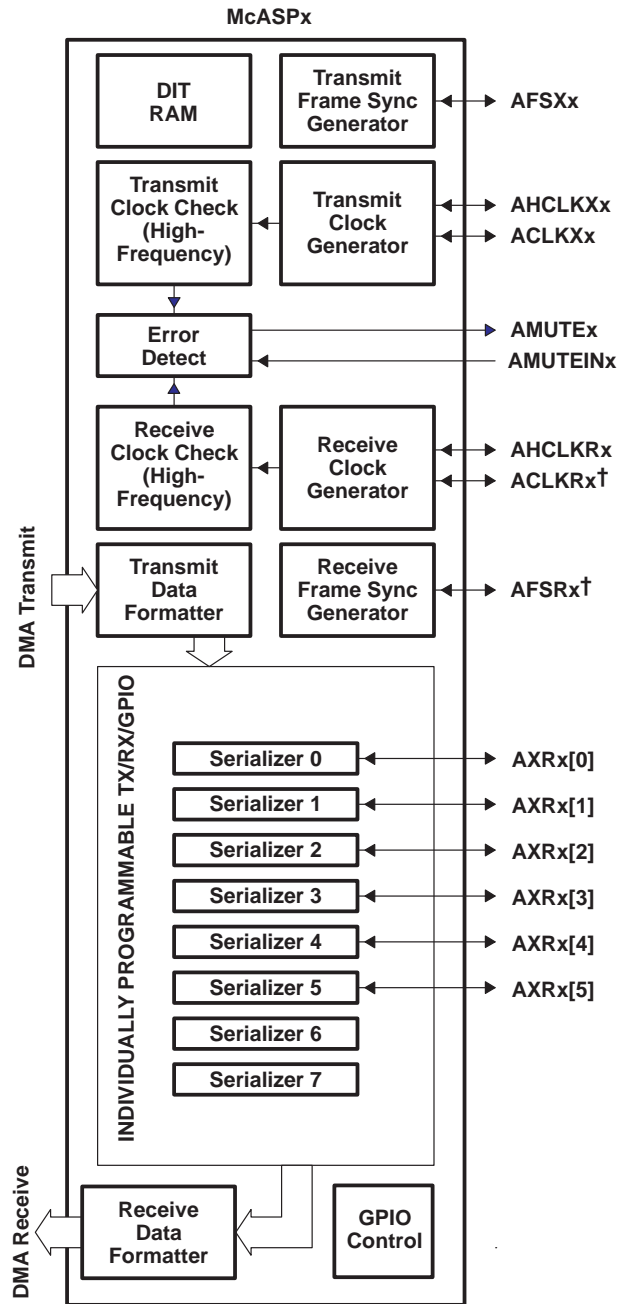 McASPx
DIT
RAM
Transmit
Frame Sync
Generator
AFSXx
Transmit
Clock Check
(High-
Frequency)
Transmit
Clock
Generator
AHCLKXx
ACLKXx
Error
Detect
AMUTEx
AMUTEINx
Receive
Clock Check
(High-
Frequency)
Receive
Clock
Generator
AHCLKRx
ACLKRx†
DMA Transmit
Transmit
Data
Formatter
Receive
Frame Sync
Generator
AFSRx†
INDIVIDUALLY PROGRAMMABLE TX/RX/GPIO
Serializer 0
AXRx[0]
Serializer 1
AXRx[1]
Serializer 2
AXRx[2]
Serializer 3
AXRx[3]
Serializer 4
AXRx[4]
Serializer 5
AXRx[5]
Serializer 6
Serializer 7
DMA Receive
Receive
Data
Formatter
GPIO
Control